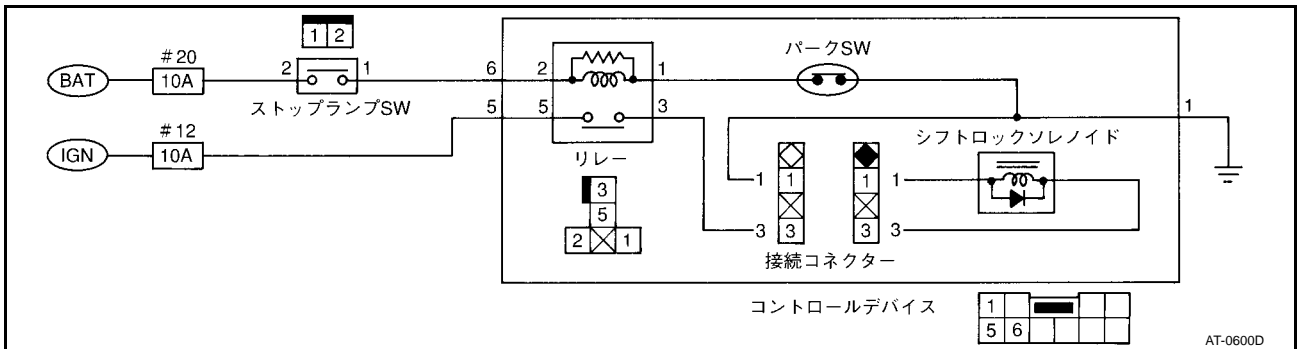 1 2
BAT
#20
10A
2 1
ストップランプSW
IGN
#12
10A
6
5
2 1
5 3
リレー
3
5
2 1
パークSW
1
シフトロックソレノイド
1 1 1 1
3 3 3 3
接続コネクター
コントロールデバイス
1
5 6
AT-0600D